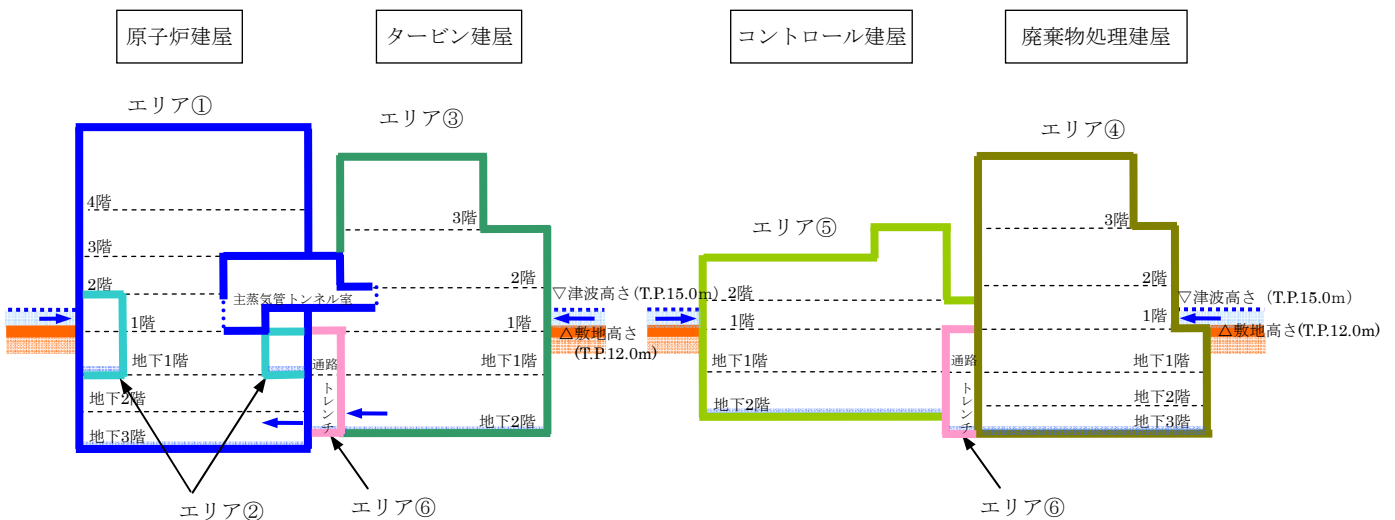 原子炉建屋
タービン建屋
コントロール建屋
廃棄物処理建屋
エリア①
エリア③
エリア④
エリア⑤
4階
3階
2階
主蒸気管トンネル室
1階
地下1階
地下2階
地下3階
通路
トレンチ
3階
2階
1階
地下1階
地下2階
▽津波高さ(T.P.15.0m)
△敷地高さ
(T.P.12.0m)
2階
1階
地下1階
地下2階
通路
トレンチ
3階
2階
1階
地下1階
地下2階
地下3階
▽津波高さ (T.P.15.0m)
△敷地高さ(T.P.12.0m)
エリア②
エリア⑥
エリア⑥